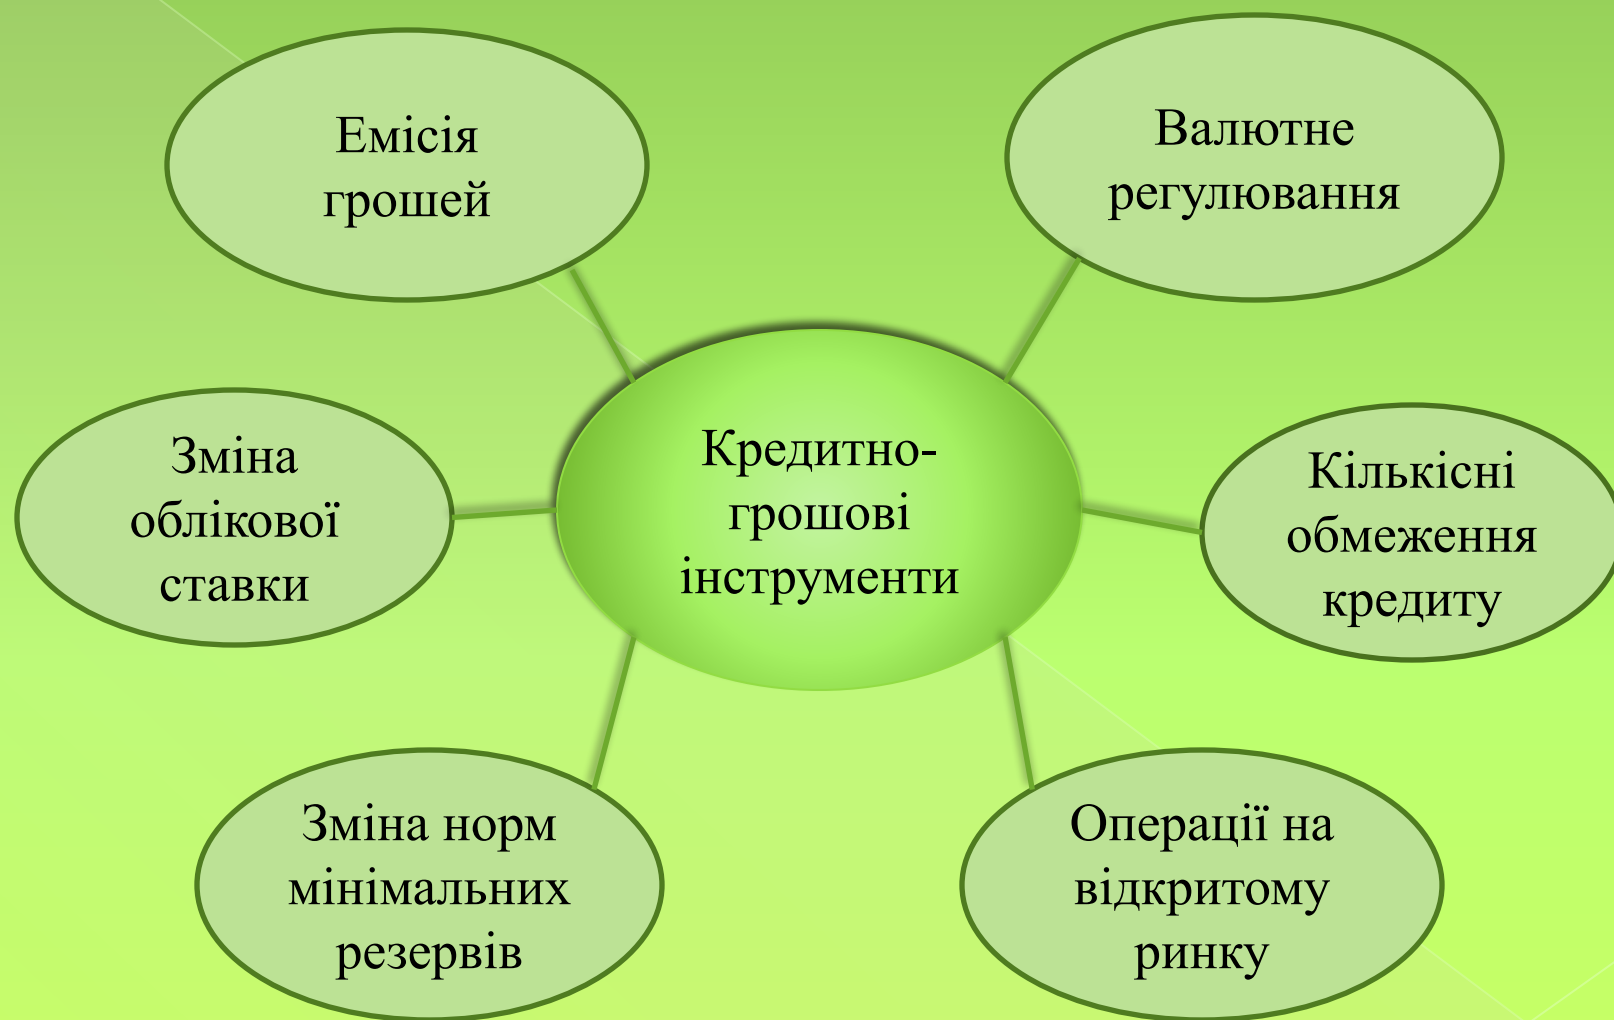 Емісія
грошей
Валютне
регулювання
Зміна
облікової
ставки
Кредитно-
грошові
інструменти
Кількісні
обмеження
кредиту
Зміна норм
мінімальних
резервів
Операції на
відкритому
ринку